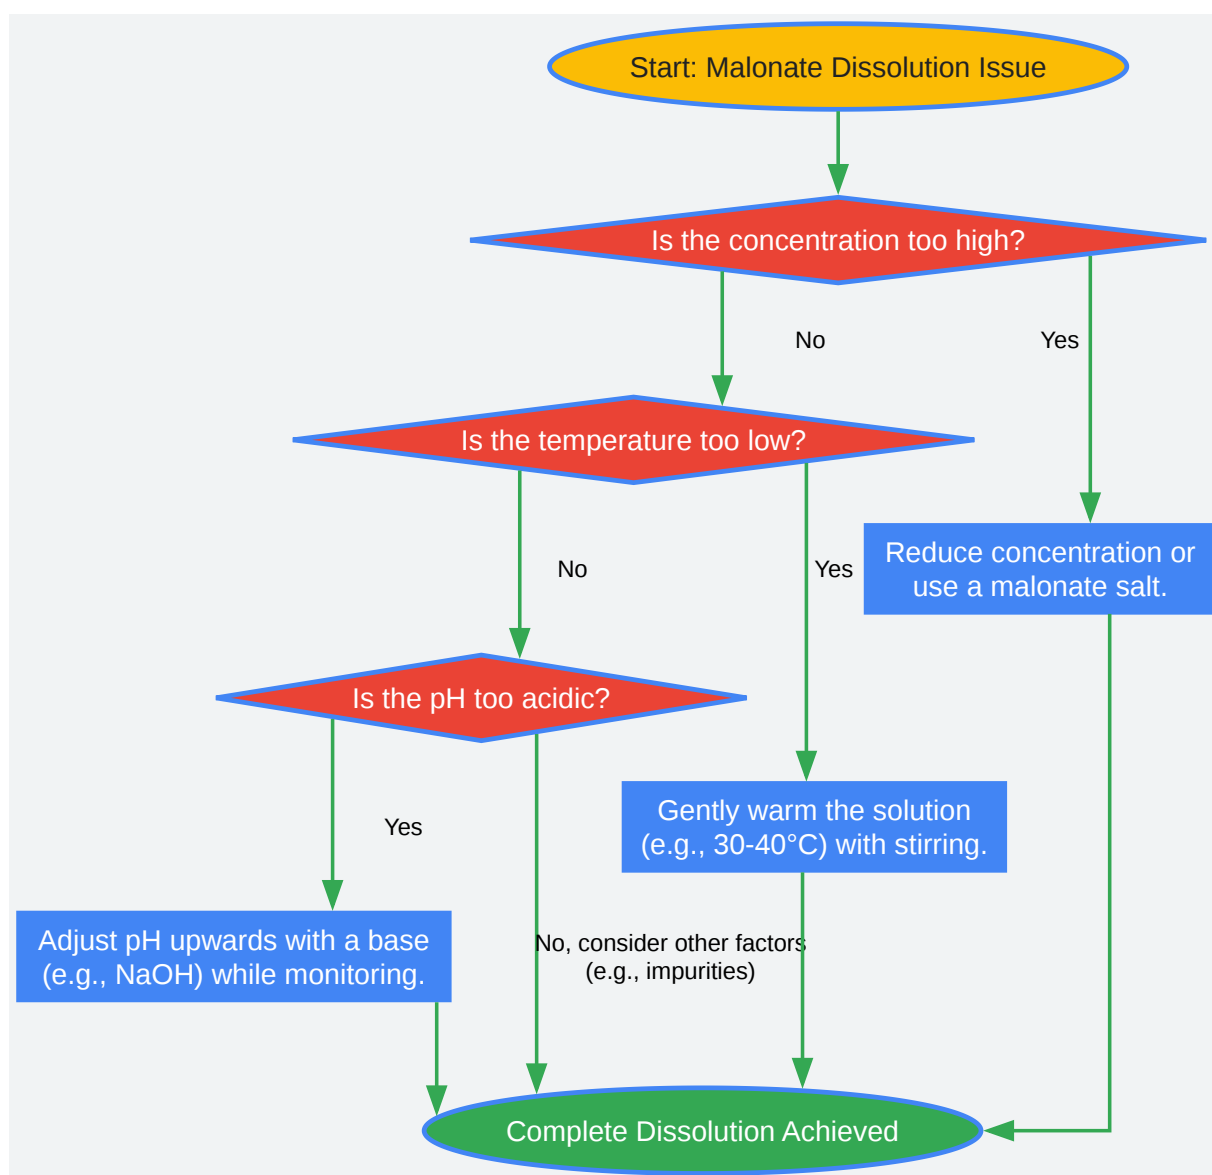 Start: Malonate Dissolution Issue
Is the concentration too high?
No
Yes
Is the temperature too low?
Reduce concentration or
use a malonate salt.
No
Yes
Is the pH too acidic?
Gently warm the solution
(e.g., 30-40°C) with stirring.
Yes
Adjust pH upwards with a base
(e.g., NaOH) while monitoring.
No, consider other factors
(e.g., impurities)
Complete Dissolution Achieved